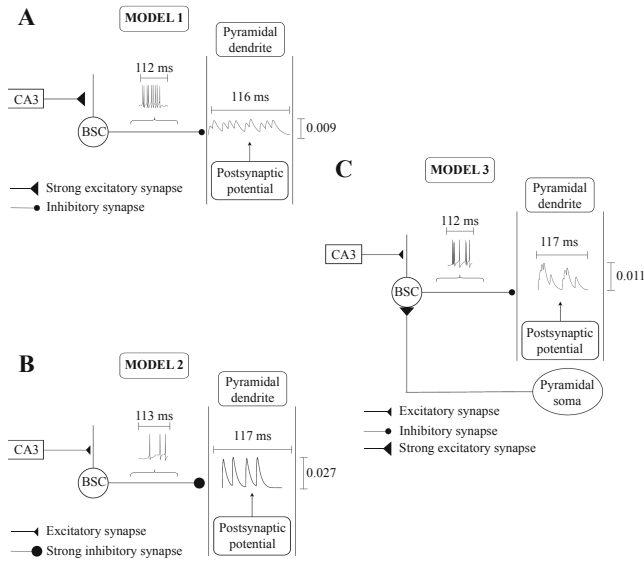 A
MODEL 1
Pyramidal
dendrite
112 ms
116 ms
CA3
BSC
0.009
Postsynaptic
potential
Strong excitatory synapse
Inhibitory synapse
B
MODEL 2
Pyramidal
dendrite
113 ms
117 ms
CA3
BSC
0.027
Postsynaptic
potential
Excitatory synapse
Strong inhibitory synapse
C
MODEL 3
Pyramidal
dendrite
112 ms
117 ms
CA3
BSC
0.011
Postsynaptic
potential
Pyramidal
soma
Excitatory synapse
Inhibitory synapse
Strong excitatory synapse